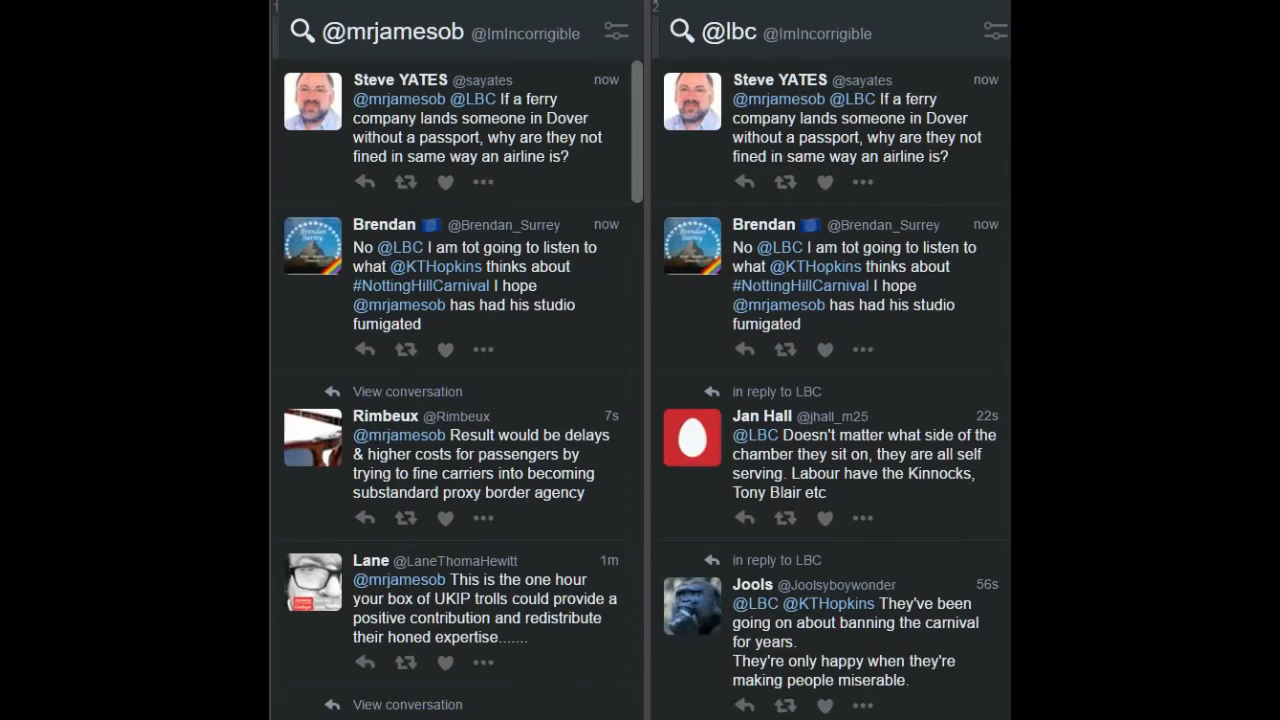 1
@mrjamesob @ImIncorrigible
Steve YATES @sayates now
@mrjamesob @LBC If a ferry
company lands someone in Dover
without a passport, why are they not
fined in same way an airline is?
Brendan @Brendan_Surrey now
No @LBC I am tot going to listen to
what @KTHopkins thinks about
#NottingHillCarnival I hope
@mrjamesob has had his studio
fumigated
View conversation
Rimbeux @Rimbeux 7s
@mrjamesob Result would be delays
& higher costs for passengers by
trying to fine carriers into becoming
substandard proxy border agency
Lane @LaneThomaHewitt 1m
@mrjamesob This is the one hour
your box of UKIP trolls could provide a
positive contribution and redistribute
their honed expertise.......
View conversation
2
@lbc @ImIncorrigible
Steve YATES @sayates now
@mrjamesob @LBC If a ferry
company lands someone in Dover
without a passport, why are they not
fined in same way an airline is?
Brendan @Brendan_Surrey now
No @LBC I am tot going to listen to
what @KTHopkins thinks about
#NottingHillCarnival I hope
@mrjamesob has had his studio
fumigated
in reply to LBC
Jan Hall @jhall_m25 22s
@LBC Doesn't matter what side of the
chamber they sit on, they are all self
serving. Labour have the Kinnocks,
Tony Blair etc
in reply to LBC
Jools @Joolsyboywonder 56s
@LBC @KTHopkins They've been
going on about banning the carnival
for years.
They're only happy when they're
making people miserable.